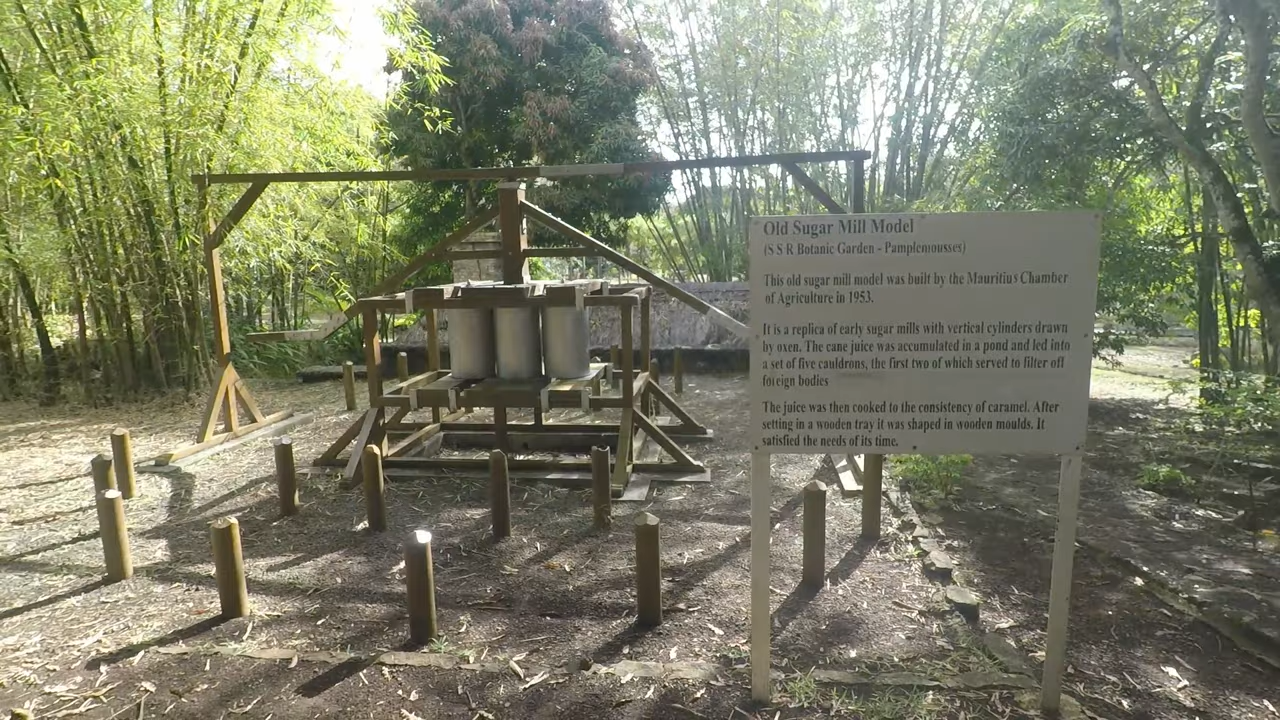 Old Sugar Mill Model
(S S R Botanic Garden - Pamplemousses)
This old sugar mill model was built by the Mauritius Chamber
of Agriculture in 1953.
It is a replica of early sugar mills with vertical cylinders drawn
by oxen. The cane juice was accumulated in a pond and led into
a set of five cauldrons, the first two of which served to filter off
foreign bodies
The juice was then cooked to the consistency of caramel. After
setting in a wooden tray it was shaped in wooden moulds. It
satisfied the needs of its time.